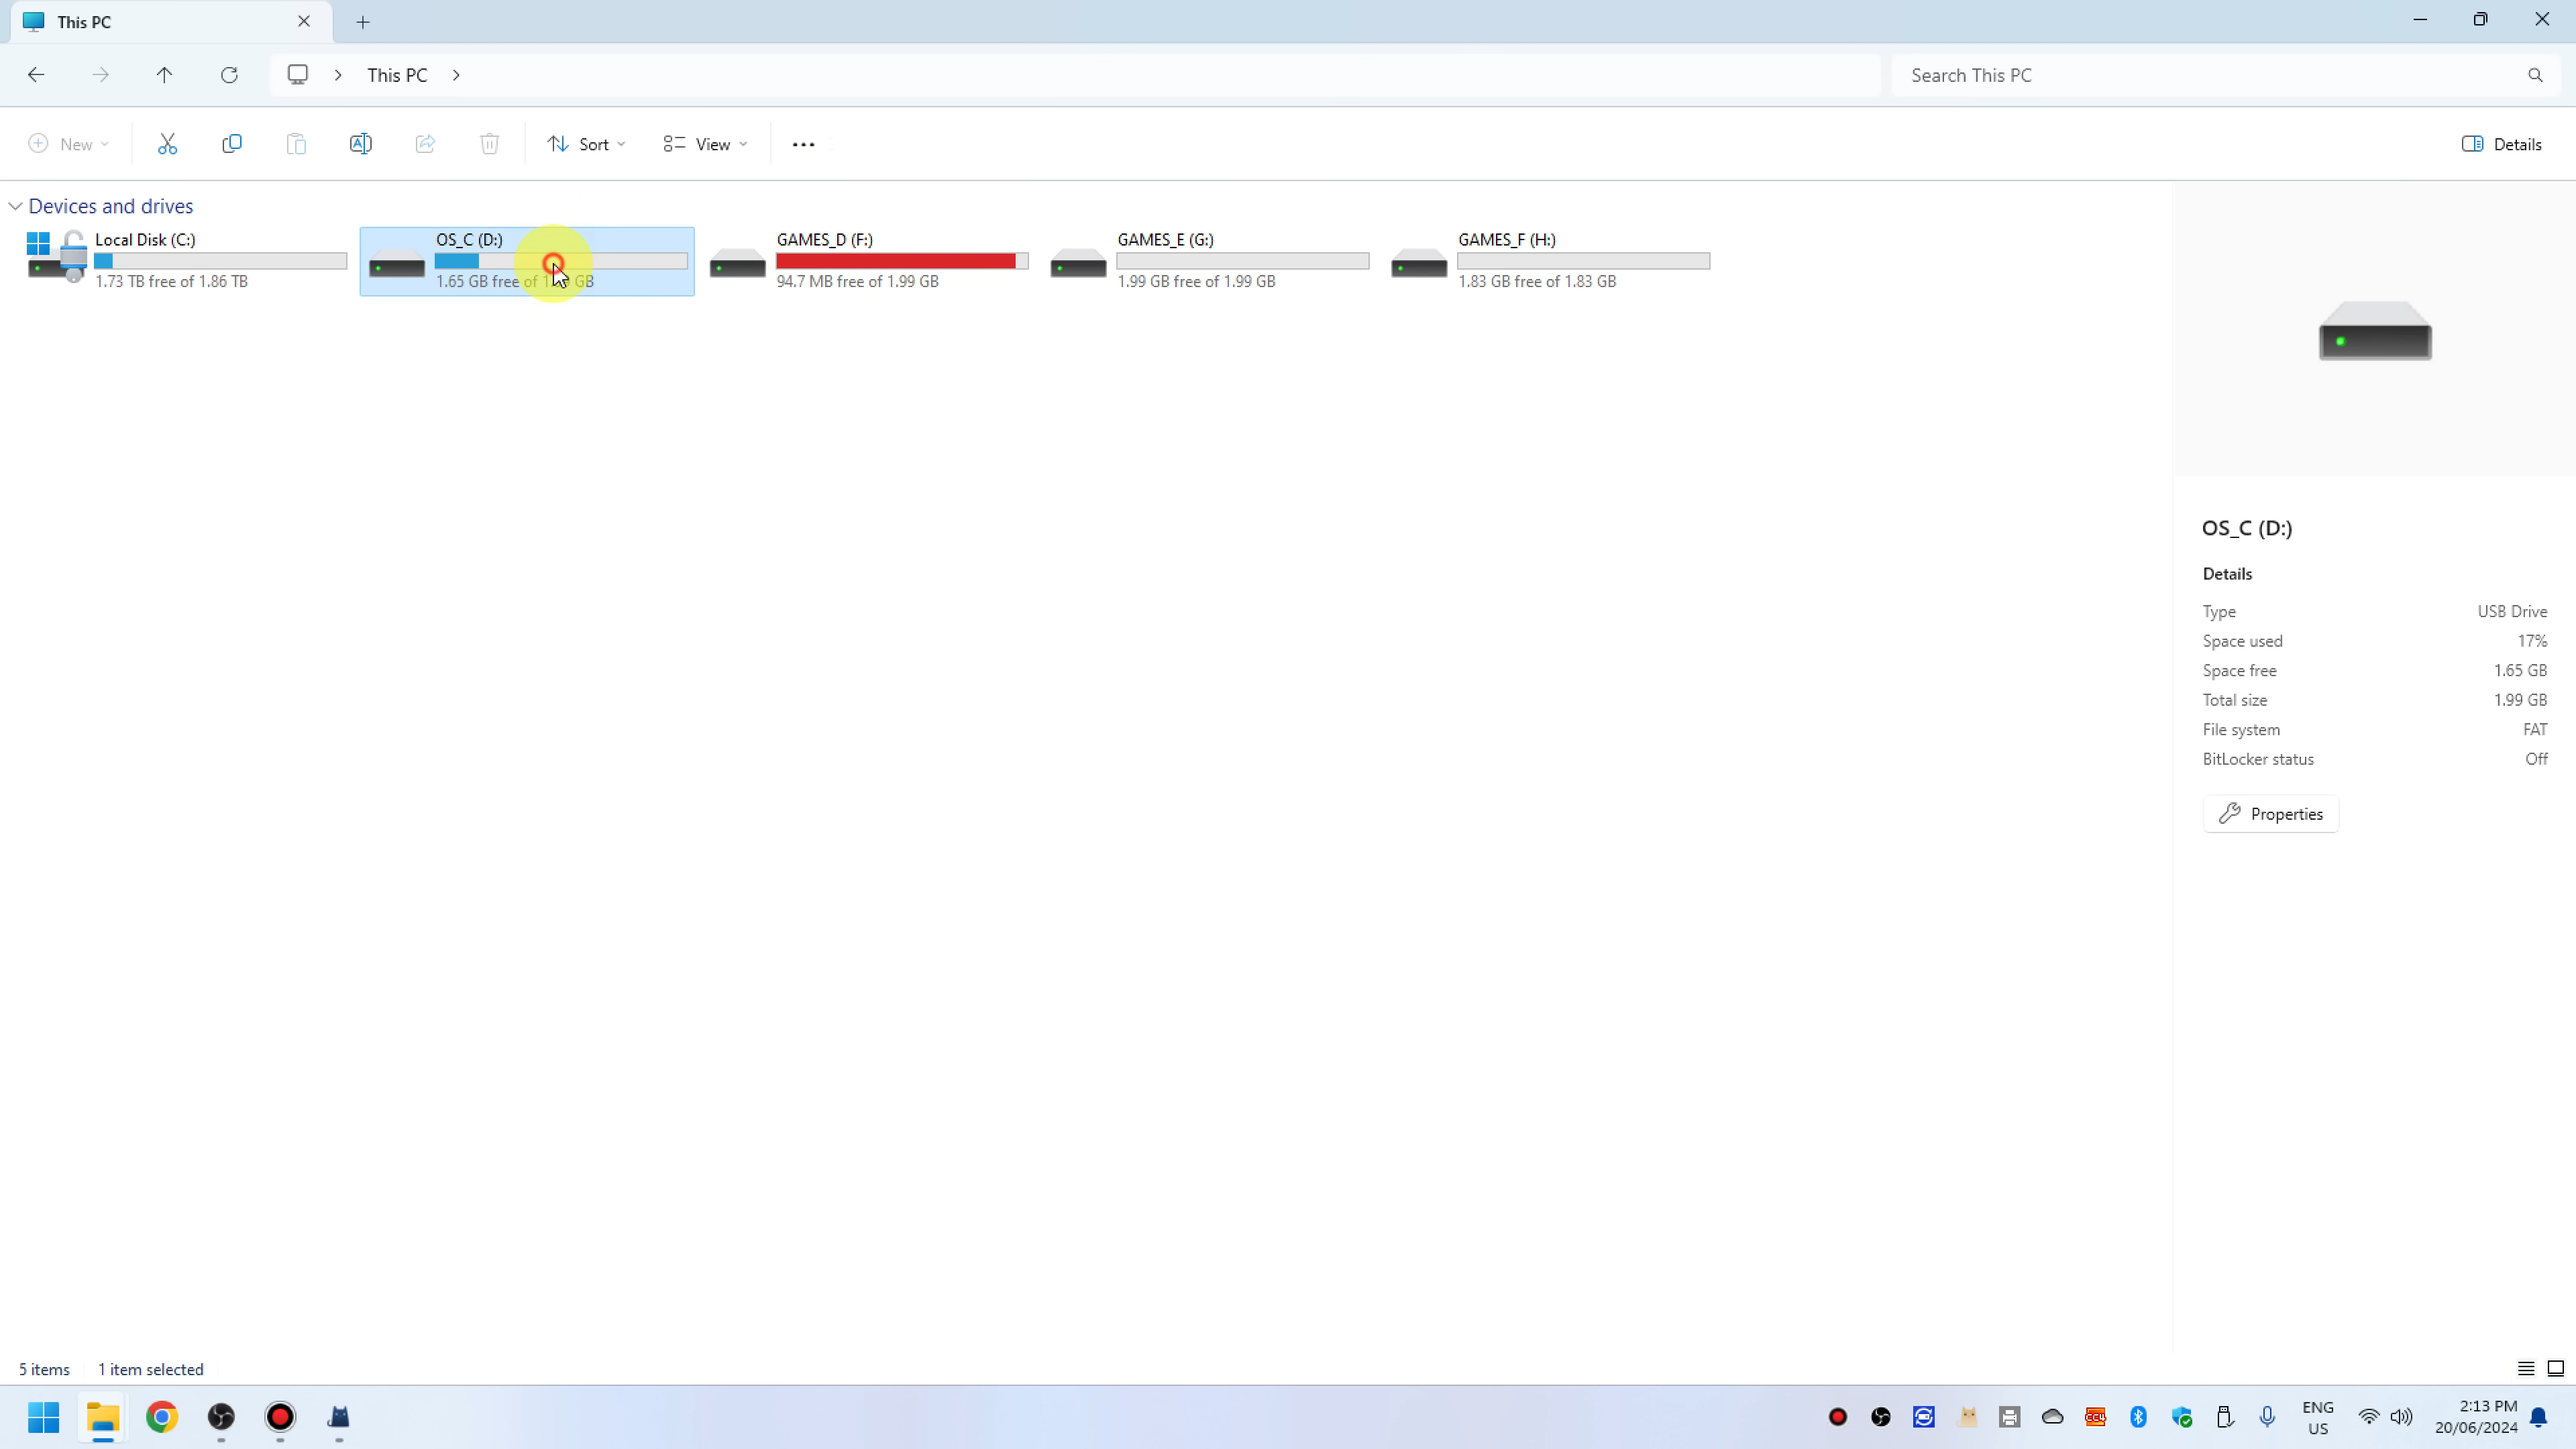 This PC
This PC
Search This PC
New
Sort
View
Details
Devices and drives
Local Disk (C:)
1.73 TB free of 1.86 TB
OS_C (D:)
1.65 GB free of GB
GAMES_D (F:)
94.7 MB free of 1.99 GB
GAMES_E (G:)
1.99 GB free of 1.99 GB
GAMES_F (H:)
1.83 GB free of 1.83 GB
OS_C (D:)
Details
Type USB Drive
Space used 17%
Space free 1.65 GB
Total size 1.99 GB
File system FAT
BitLocker status Off
Properties
5 items 1 item selected
CC4
ENG
US
2:13 PM
20/06/2024